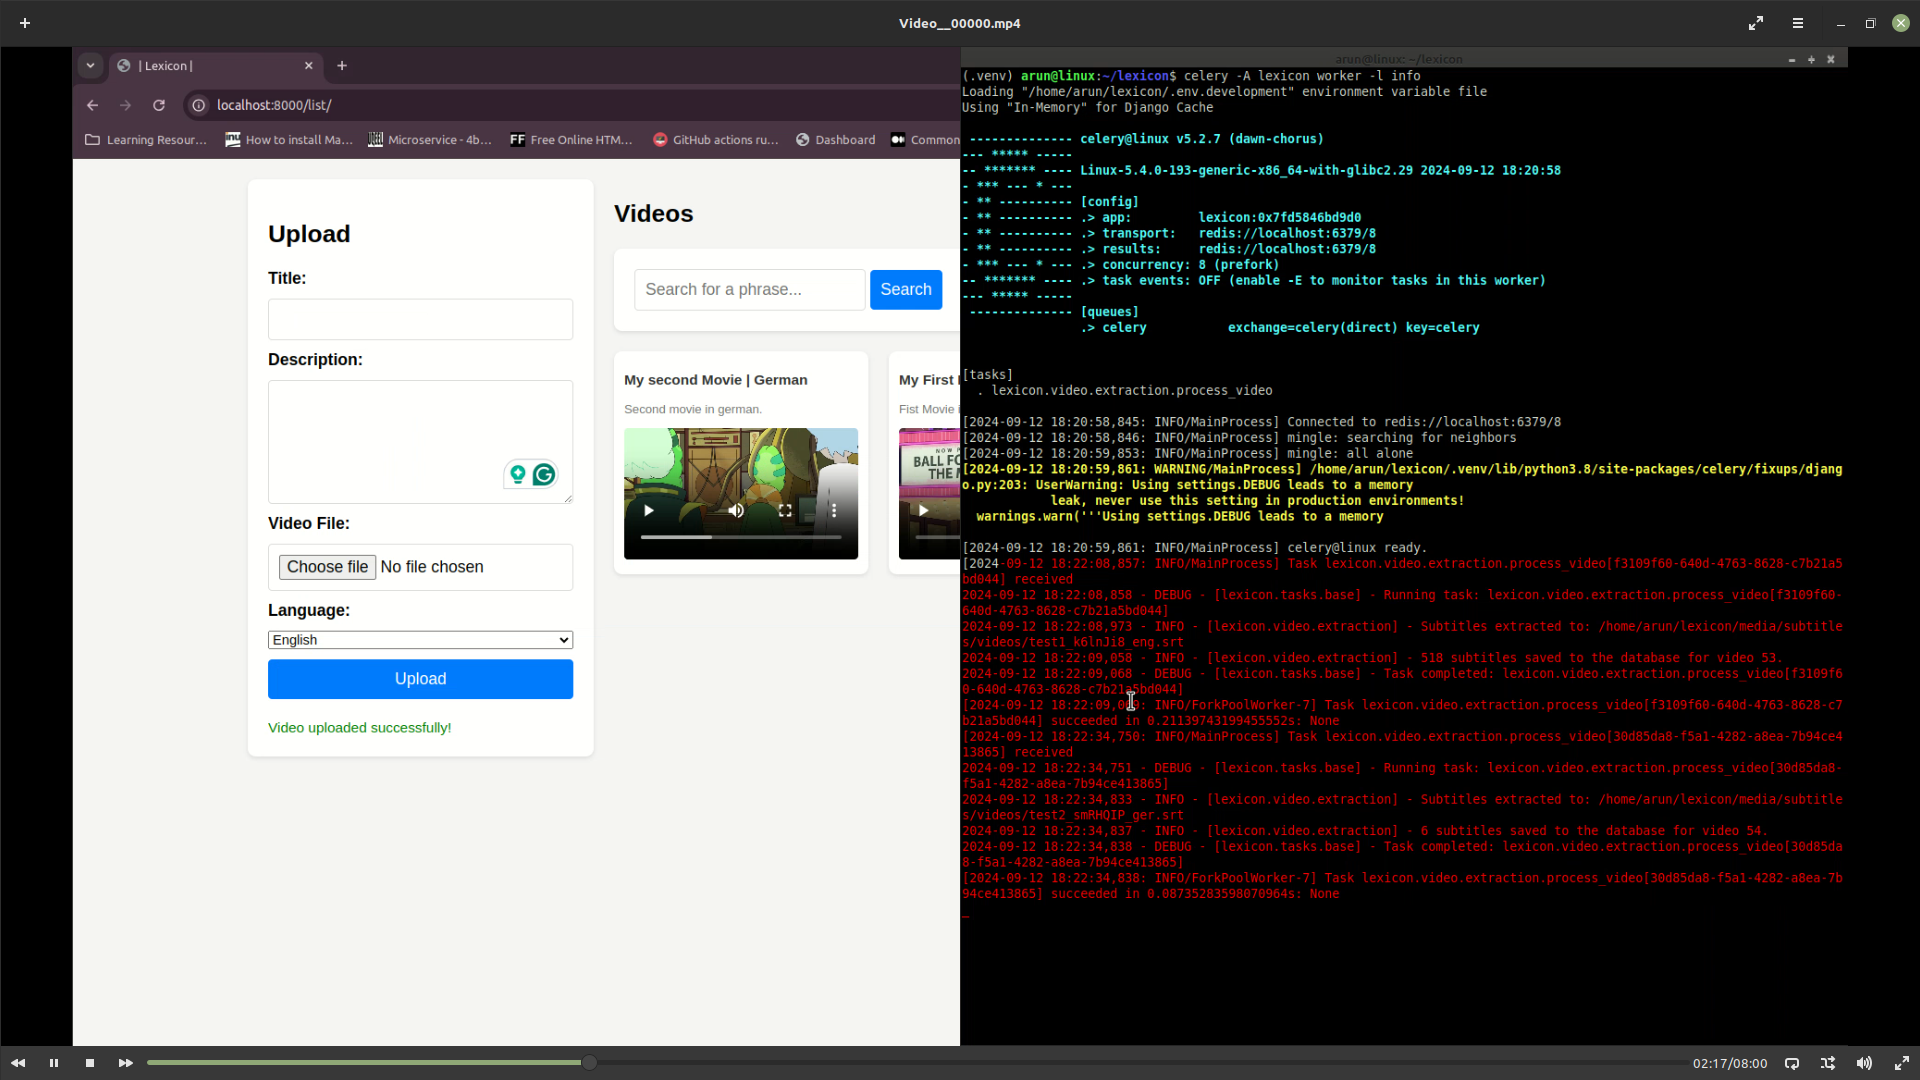 Video__00000.mp4
| Lexicon |
localhost:8000/list/
Learning Resour...
How to install Ma...
Microservice - 4b...
FF Free Online HTM...
GitHub actions ru...
Dashboard
Common
Upload
Title:
Description:
Video File:
Choose file No file chosen
Language:
English
Upload
Video uploaded successfully!
Videos
Search for a phrase...
Search
My second Movie | German
Second movie in german.
My First
Fist Movie i
BALL FO
THE A
arun@linux: ~/lexicon
(.venv) arun@linux:~/lexicon$ celery -A lexicon worker -l info
Loading "/home/arun/lexicon/.env.development" environment variable file
Using "In-Memory" for Django Cache
 -------------- celery@linux v5.2.7 (dawn-chorus)
--- ***** -----
-- ******* ---- Linux-5.4.0-193-generic-x86_64-with-glibc2.29 2024-09-12 18:20:58
- *** --- * ---
- ** ---------- [config]
- ** ---------- .> app:         lexicon:0x7fd5846bd9d0
- ** ---------- .> transport:   redis://localhost:6379/8
- ** ---------- .> results:     redis://localhost:6379/8
- *** --- * --- .> concurrency: 8 (prefork)
-- ******* ---- .> task events: OFF (enable -E to monitor tasks in this worker)
--- ***** -----
 -------------- [queues]
                .> celery           exchange=celery(direct) key=celery
[tasks]
  . lexicon.video.extraction.process_video
[2024-09-12 18:20:58,845: INFO/MainProcess] Connected to redis://localhost:6379/8
[2024-09-12 18:20:58,846: INFO/MainProcess] mingle: searching for neighbors
[2024-09-12 18:20:59,853: INFO/MainProcess] mingle: all alone
[2024-09-12 18:20:59,861: WARNING/MainProcess] /home/arun/lexicon/.venv/lib/python3.8/site-packages/celery/fixups/djang
o.py:203: UserWarning: Using settings.DEBUG leads to a memory
            leak, never use this setting in production environments!
  warnings.warn('''Using settings.DEBUG leads to a memory
[2024-09-12 18:20:59,861: INFO/MainProcess] celery@linux ready.
[2024-09-12 18:22:08,857: INFO/MainProcess] Task lexicon.video.extraction.process_video[f3109f60-640d-4763-8628-c7b21a5
bd044] received
2024-09-12 18:22:08,858 - DEBUG - [lexicon.tasks.base] - Running task: lexicon.video.extraction.process_video[f3109f60-
640d-4763-8628-c7b21a5bd044]
2024-09-12 18:22:08,973 - INFO - [lexicon.video.extraction] - Subtitles extracted to: /home/arun/lexicon/media/subtitle
s/videos/test1_k6lnJi8_eng.srt
2024-09-12 18:22:09,058 - INFO - [lexicon.video.extraction] - 518 subtitles saved to the database for video 53.
2024-09-12 18:22:09,068 - DEBUG - [lexicon.tasks.base] - Task completed: lexicon.video.extraction.process_video[f3109f6
0-640d-4763-8628-c7b21a5bd044]
[2024-09-12 18:22:09, INFO/ForkPoolWorker-7] Task lexicon.video.extraction.process_video[f3109f60-640d-4763-8628-c7
b21a5bd044] succeeded in 0.21139743199455552s: None
[2024-09-12 18:22:34,750: INFO/MainProcess] Task lexicon.video.extraction.process_video[30d85da8-f5a1-4282-a8ea-7b94ce4
13865] received
2024-09-12 18:22:34,751 - DEBUG - [lexicon.tasks.base] - Running task: lexicon.video.extraction.process_video[30d85da8-
f5a1-4282-a8ea-7b94ce413865]
2024-09-12 18:22:34,833 - INFO - [lexicon.video.extraction] - Subtitles extracted to: /home/arun/lexicon/media/subtitle
s/videos/test2_smRHQIP_ger.srt
2024-09-12 18:22:34,837 - INFO - [lexicon.video.extraction] - 6 subtitles saved to the database for video 54.
2024-09-12 18:22:34,838 - DEBUG - [lexicon.tasks.base] - Task completed: lexicon.video.extraction.process_video[30d85da
8-f5a1-4282-a8ea-7b94ce413865]
[2024-09-12 18:22:34,838: INFO/ForkPoolWorker-7] Task lexicon.video.extraction.process_video[30d85da8-f5a1-4282-a8ea-7b
94ce413865] succeeded in 0.08735283598070964s: None
02:17/08:00